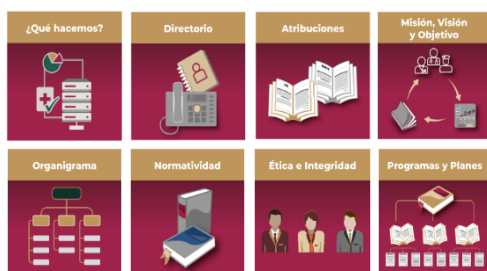 ¿Qué hacemos?
Directorio
Atribuciones
Misión, Visión
y Objetivo
Organigrama
Normatividad
Ética e Integridad
Programas y Planes